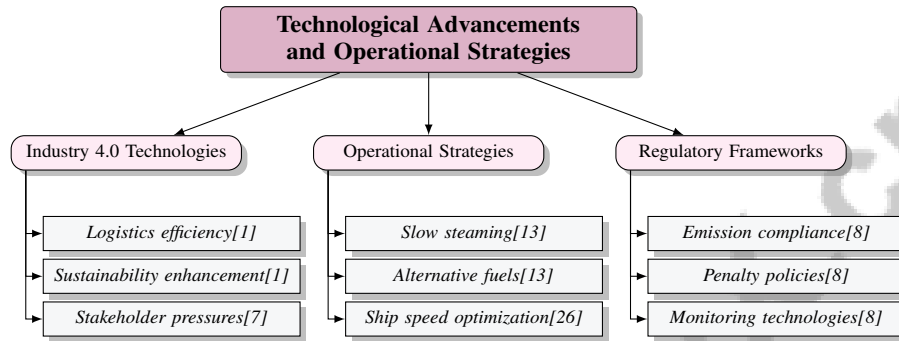 Technological Advancements
and Operational Strategies
Industry 4.0 Technologies
Operational Strategies
Regulatory Frameworks
Logistics efficiency[1]
Slow steaming[13]
Emission compliance[8]
Sustainability enhancement[1]
Alternative fuels[13]
Penalty policies[8]
Stakeholder pressures[7]
Ship speed optimization[26]
Monitoring technologies[8]